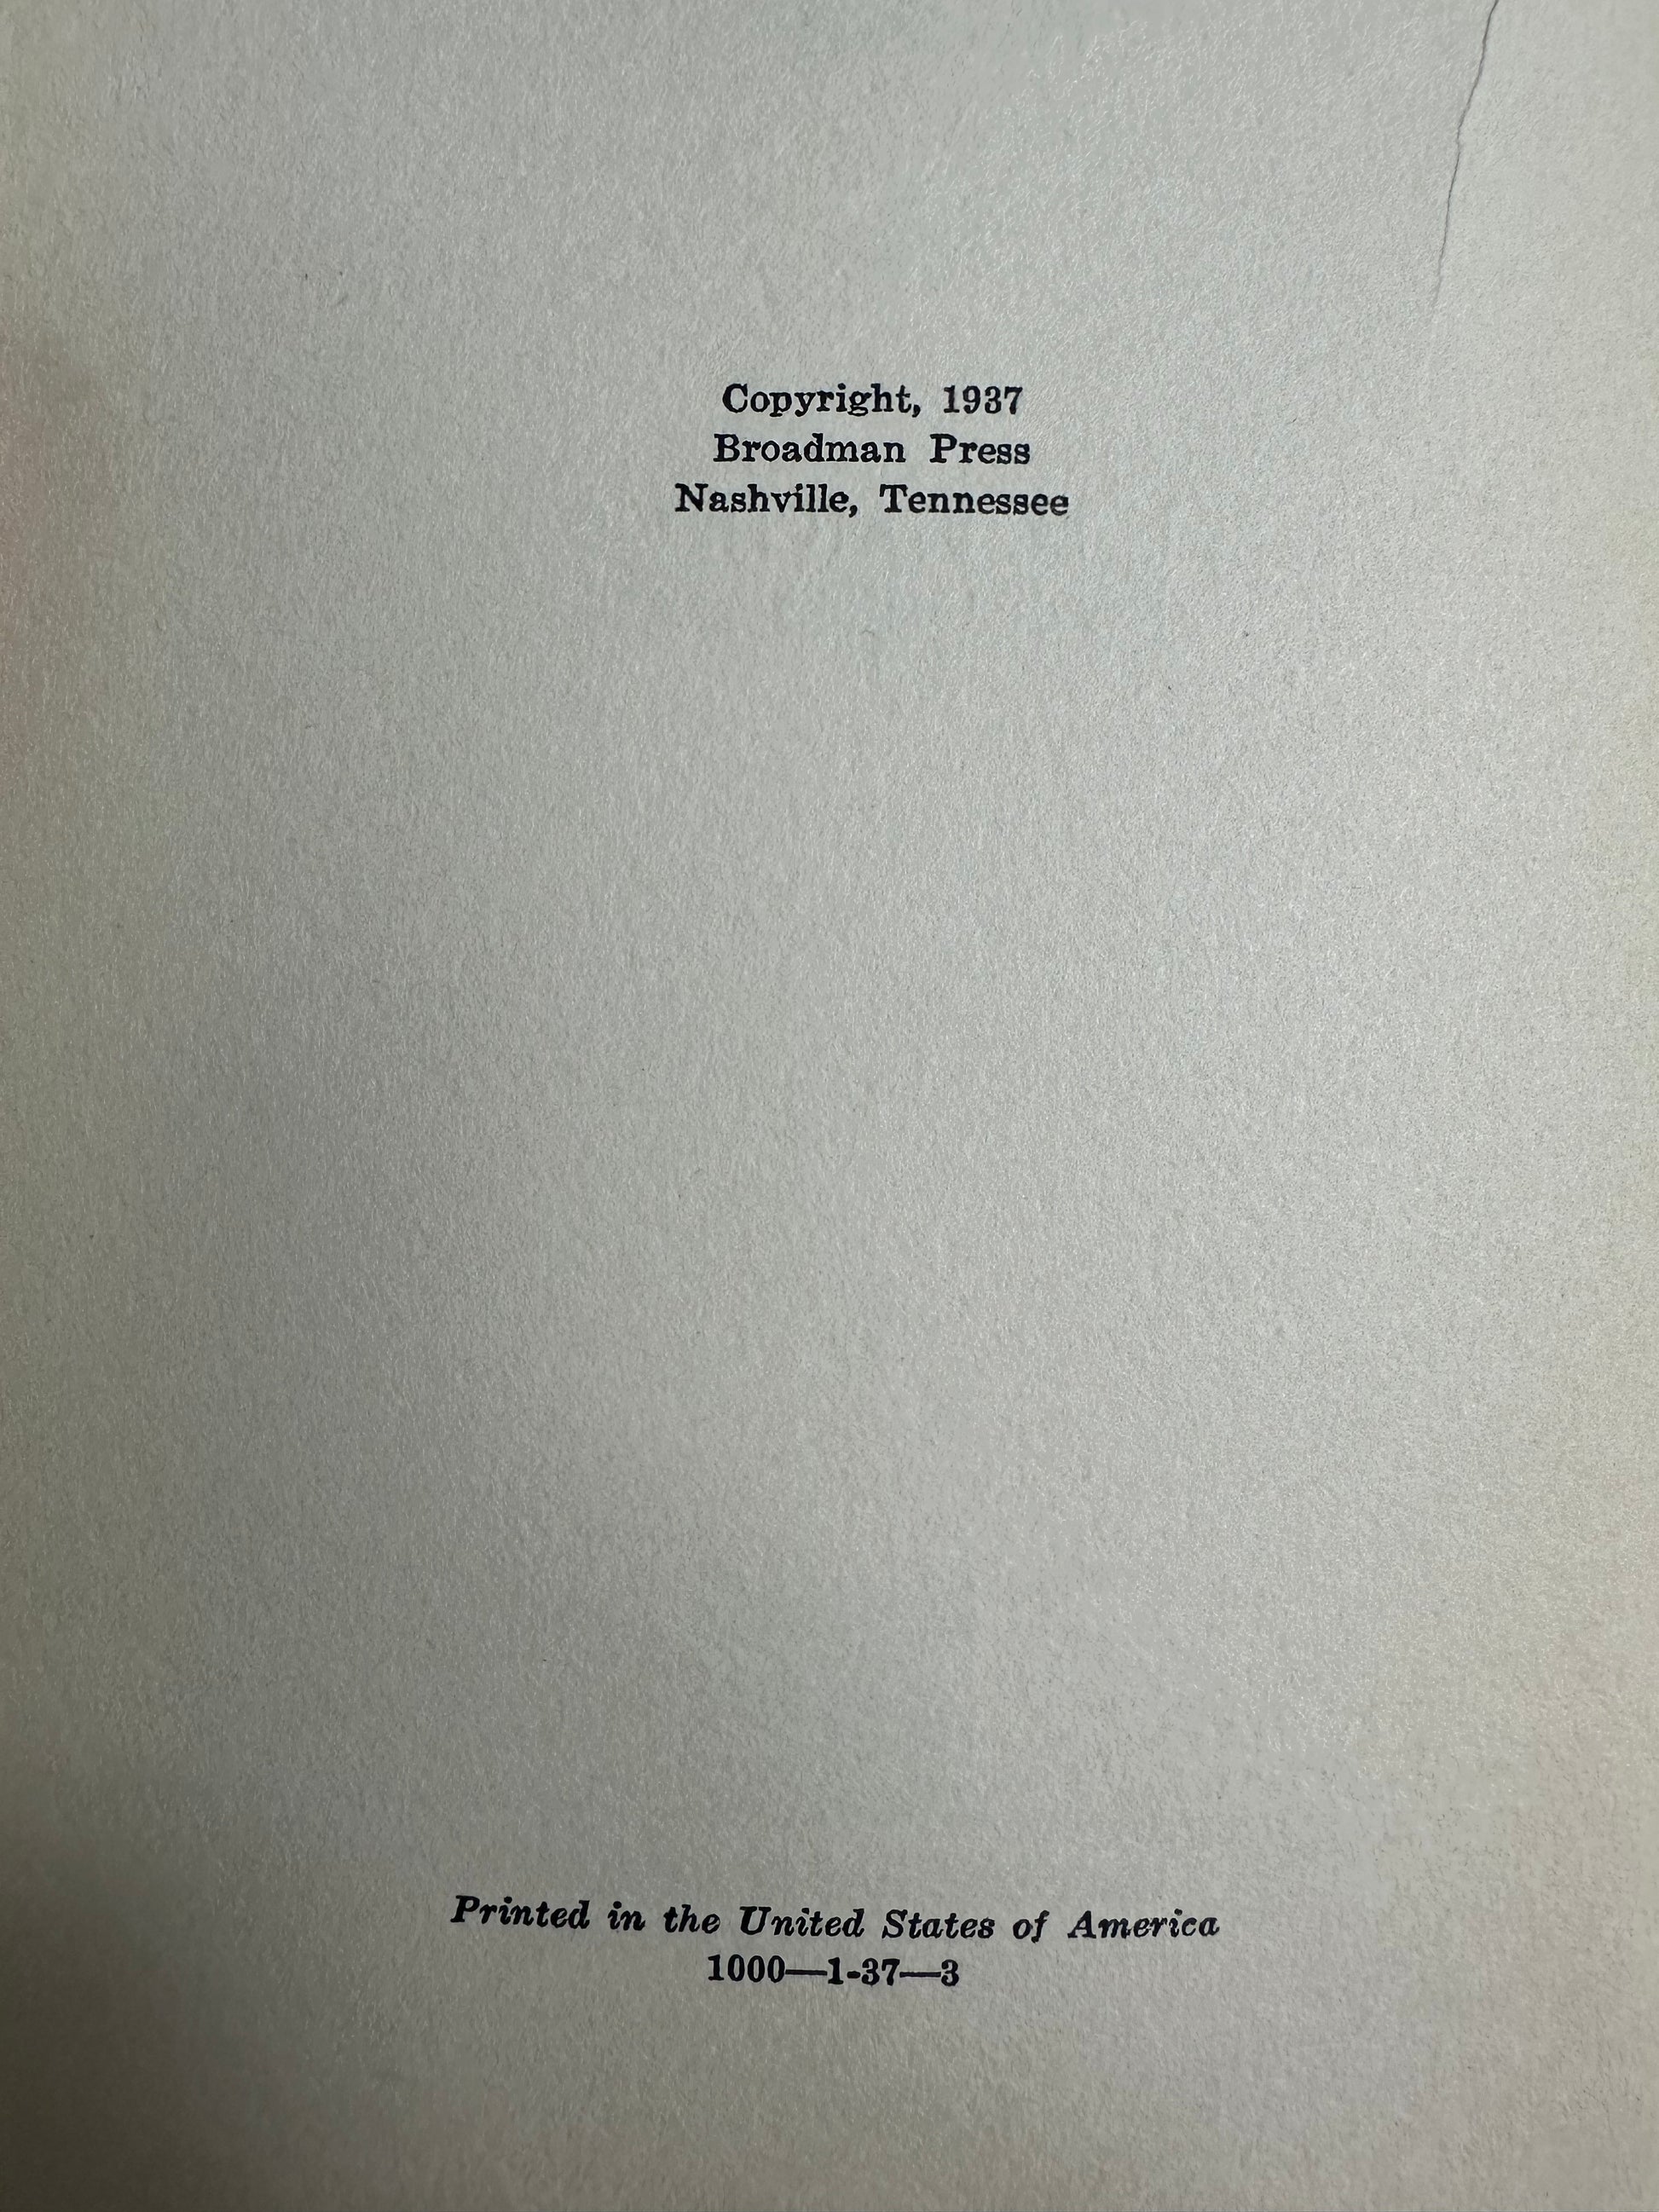 Copyright, 1937
Broadman Press
Nashville, Tennessee
Printed in the United States of America
1000—1-37—3